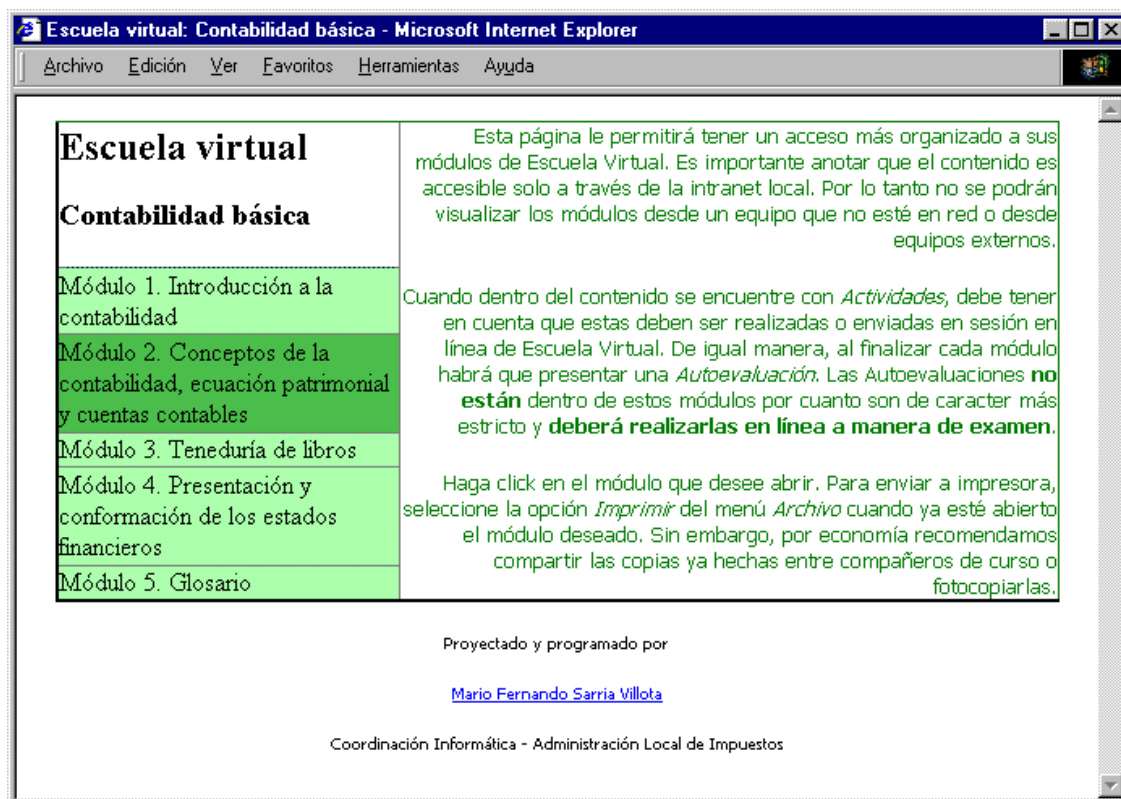 Escuela virtual: Contabilidad básica - Microsoft Internet Explorer
Archivo Edición Ver Favoritos Herramientas Ayuda
Escuela virtual
Contabilidad básica
Módulo 1. Introducción a la
contabilidad
Módulo 2. Conceptos de la
contabilidad, ecuación patrimonial
y cuentas contables
Módulo 3. Teneduría de libros
Módulo 4. Presentación y
conformación de los estados
financieros
Módulo 5. Glosario
Esta página le permitirá tener un acceso más organizado a sus
módulos de Escuela Virtual. Es importante anotar que el contenido es
accesible solo a través de la intranet local. Por lo tanto no se podrán
visualizar los módulos desde un equipo que no esté en red o desde
equipos externos.
Cuando dentro del contenido se encuentre con Actividades, debe tener
en cuenta que estas deben ser realizadas o enviadas en sesión en
línea de Escuela Virtual. De igual manera, al finalizar cada módulo
habrá que presentar una Autoevaluación. Las Autoevaluaciones no
están dentro de estos módulos por cuanto son de caracter más
estricto y deberá realizarlas en línea a manera de examen.
Haga click en el módulo que desee abrir. Para enviar a impresora,
seleccione la opción Imprimir del menú Archivo cuando ya esté abierto
el módulo deseado. Sin embargo, por economía recomendamos
compartir las copias ya hechas entre compañeros de curso o
fotocopiarlas.
Proyectado y programado por
Mario Fernando Sarria Villota
Coordinación Informática - Administración Local de Impuestos